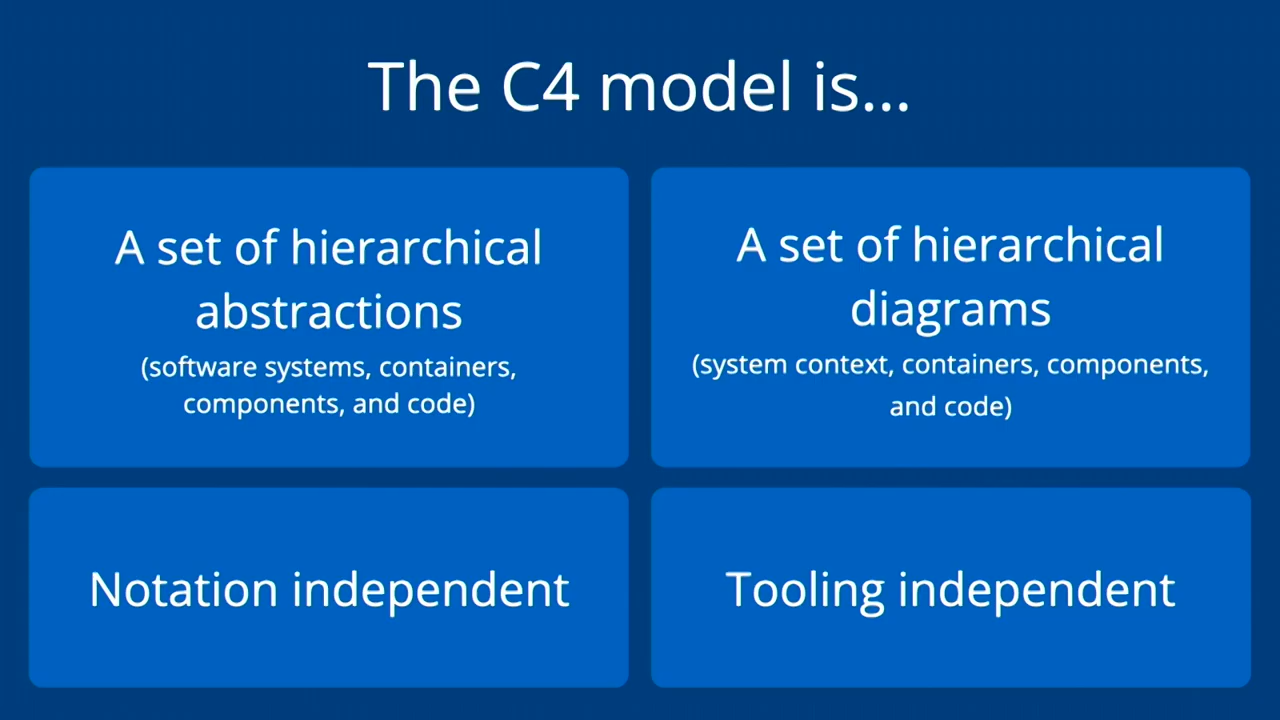 The C4 model is...
A set of hierarchical
abstractions
(software systems, containers,
components, and code)
A set of hierarchical
diagrams
(system context, containers, components,
and code)
Notation independent
Tooling independent